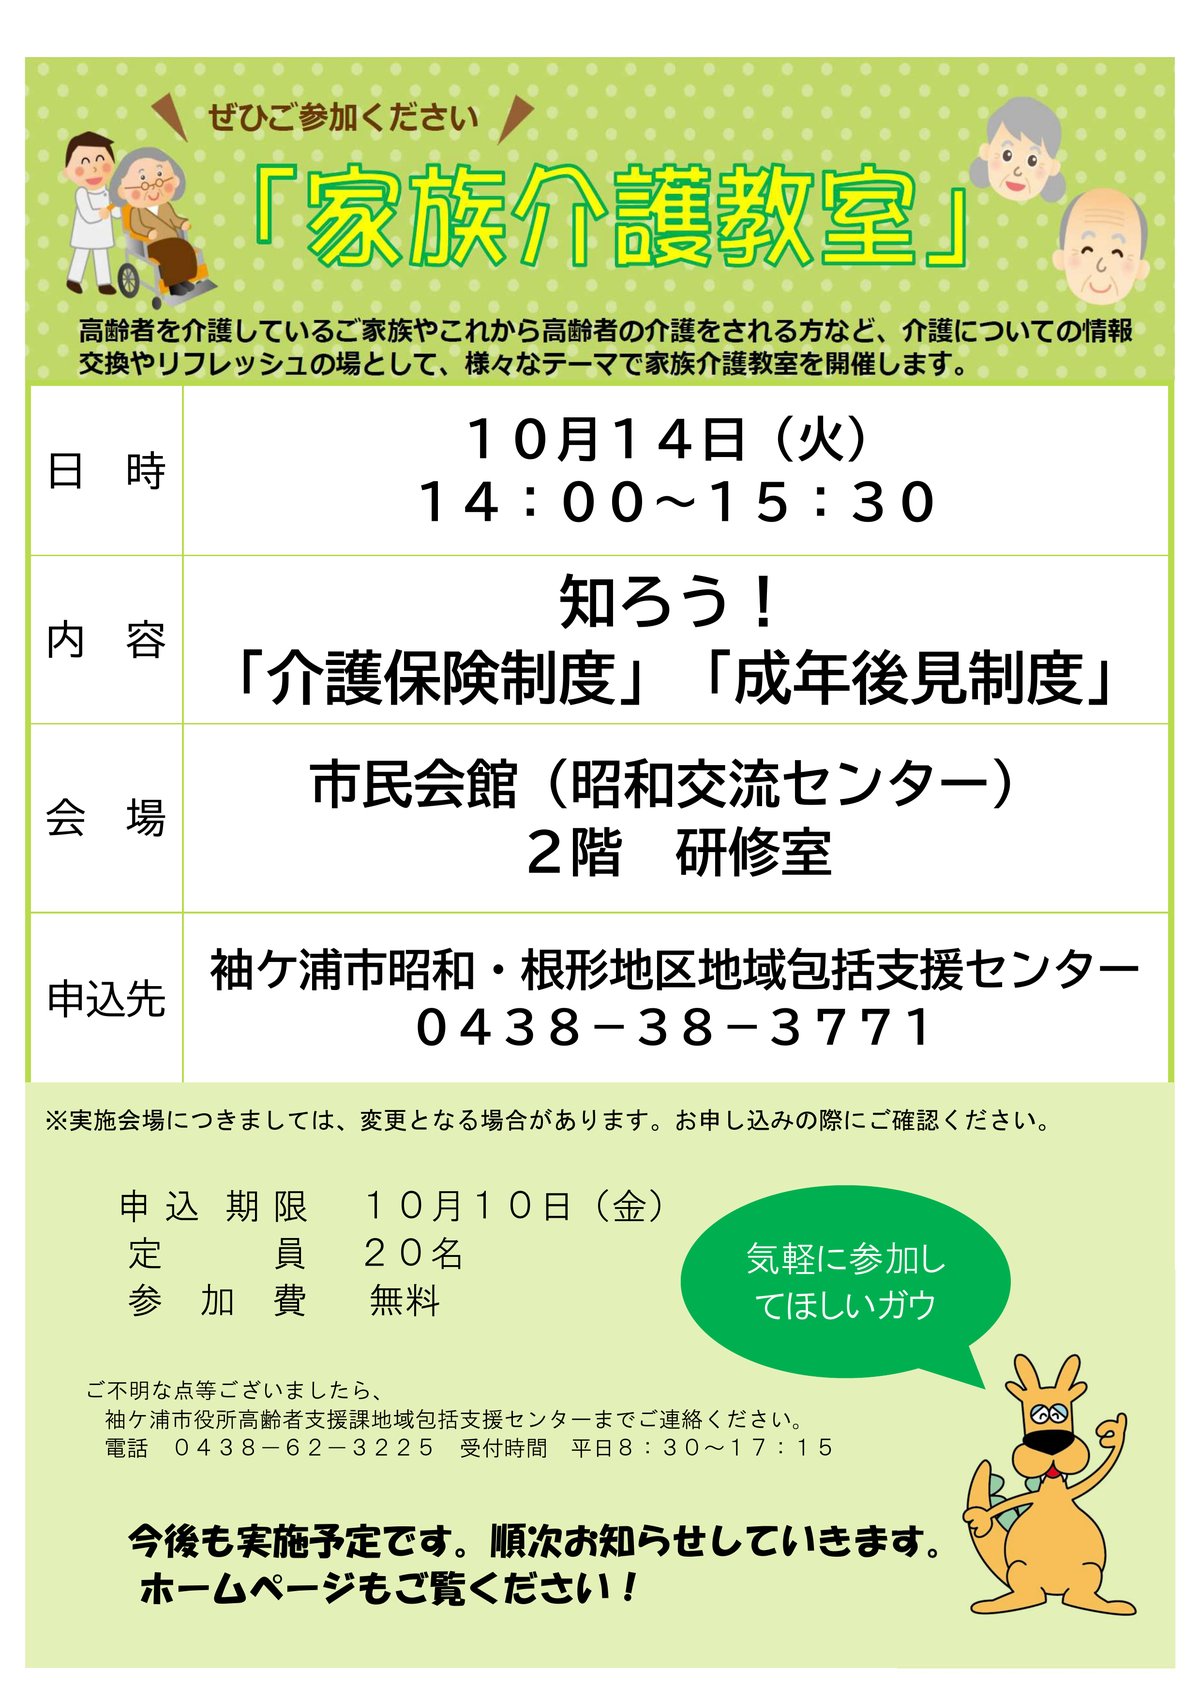 ぜひご参加ください
「家族介護教室」
高齢者を介護しているご家族やこれから高齢者の介護をされる方など、介護についての情報
交換やリフレッシュの場として、様々なテーマで家族介護教室を開催します。
日　時
１０月１４日（火）
１４：００～１５：３０
内　容
知ろう！
「介護保険制度」「成年後見制度」
会　場
市民会館（昭和交流センター）
２階　研修室
申込先
袖ケ浦市昭和・根形地区地域包括支援センター
０４３８－３８－３７７１
※実施会場につきましては、変更となる場合があります。お申し込みの際にご確認ください。
申込期限　１０月１０日（金）
定　員　２０名
参加費　無料
気軽に参加し
てほしいガウ
ご不明な点等ございましたら、
袖ケ浦市役所高齢者支援課地域包括支援センターまでご連絡ください。
電話　０４３８－６２－３２２５　受付時間　平日８：３０～１７：１５
今後も実施予定です。順次お知らせしていきます。
ホームページもご覧ください！